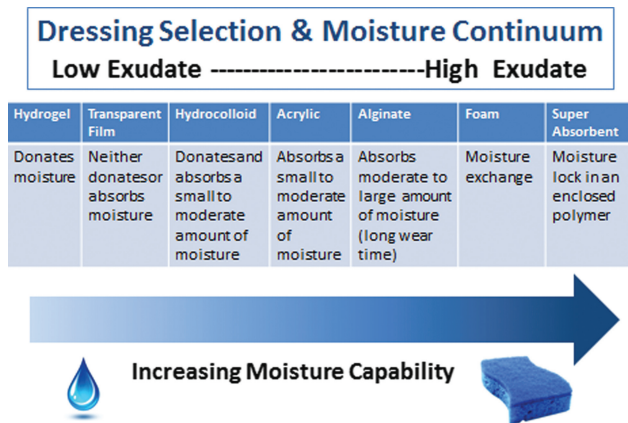 Dressing Selection & Moisture Continuum
Low Exudate --------------------------High Exudate
Hydrogel
Transparent
Film
Hydrocolloid
Acrylic
Alginate
Foam
Super
Absorbent
Donates
moisture
Neither
donatesor
absorbs
moisture
Donatesand
absorbs a
small to
moderate
amount of
moisture
Absorbs a
small to
moderate
amount
of
moisture
Absorbs
moderate to
large amount
of moisture
(long wear
time)
Moisture
exchange
Moisture
lock in an
enclosed
polymer
Increasing Moisture Capability